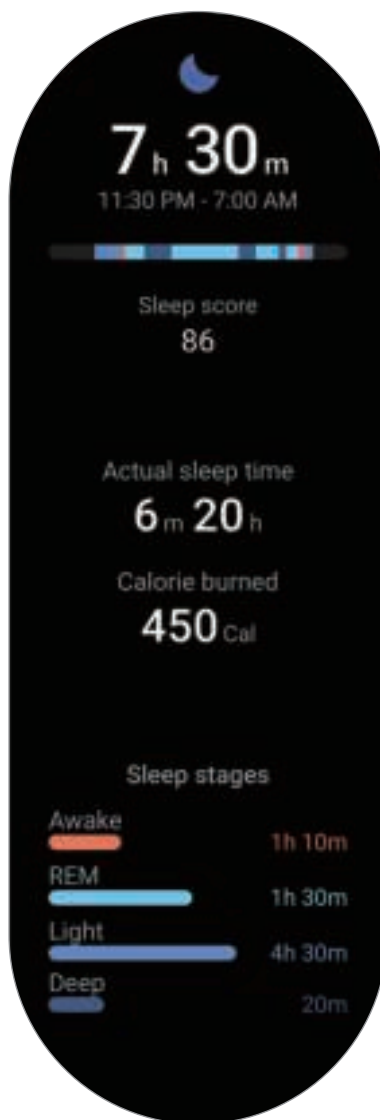 7h 30m
11:30 PM - 7:00 AM
Sleep score
86
Actual sleep time
6m 20h
Calorie burned
450 Cal
Sleep stages
Awake 1h 10m
REM 1h 30m
Light 4h 30m
Deep 20m